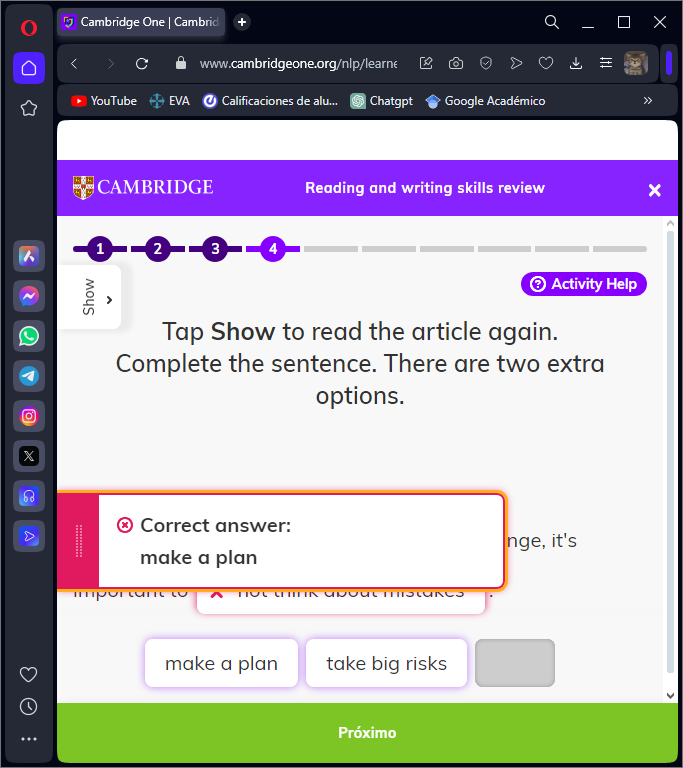 Cambridge One | Cambrid
www.cambridgeone.org/nlp/learne
YouTube
EVA
Calificaciones de alu...
Chatgpt
Google Académico
CAMBRIDGE
Reading and writing skills review
1
2
3
4
Show
Activity Help
Tap Show to read the article again.
Complete the sentence. There are two extra
options.
Correct answer:
make a plan
nge, it's
important to
not think about mistakes
.
make a plan
take big risks
Próximo